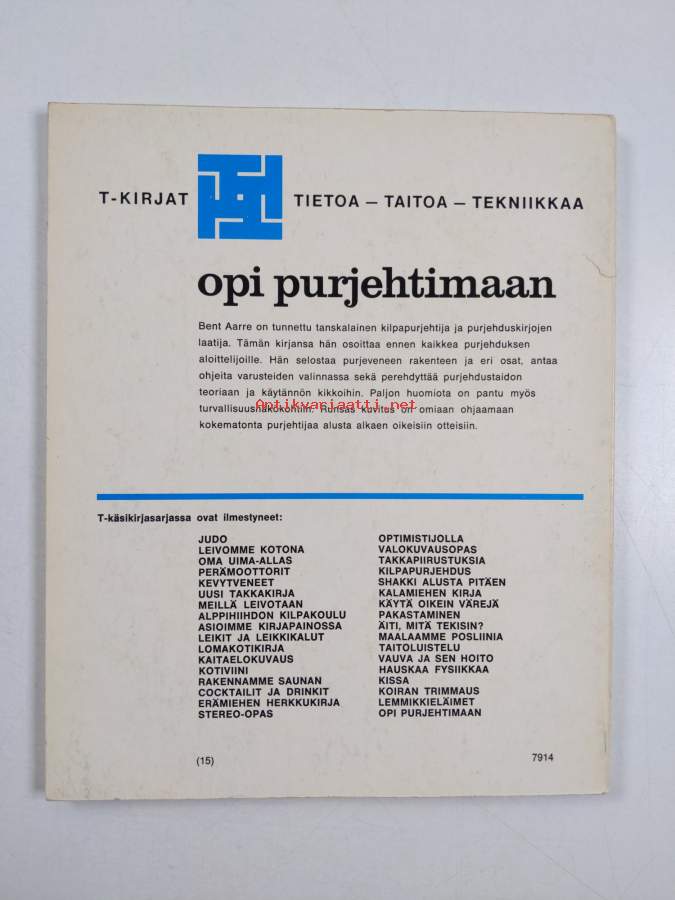 T-KIRJAT TIETOA — TAITOA — TEKNIIKKAA
opi purjehtimaan
Bent Aarre on tunnettu tanskalainen kilpapurjehtija ja purjehduskirjojen
laatija. Tämän kirjansa hän osoittaa ennen kaikkea purjehduksen
aloittelijoille. Hän selostaa purjeveneen rakenteen ja eri osat, antaa
ohjeita varusteiden valinnassa sekä perehdyttää purjehdustaidon
teoriaan ja käytännön kikkoihin. Paljon huomiota on pantu myös
Antikvariaatti.net
turvallisuusnäkökohtiin. Runsas kuvitus on omiaan ohjaamaan
kokematonta purjehtijaa alusta alkaen oikeisiin otteisiin.
T-käsikirjasarjassa ovat ilmestyneet:
JUDO
LEIVOMME KOTONA
OMA UIMA-ALLAS
PERÄMOOTTORIT
KEVYTVENEET
UUSI TAKKAKIRJA
MEILLÄ LEIVOTAAN
ALPPIHIIHDON KILPAKOULU
ASIOIMME KIRJAPAINOSSA
LEIKIT JA LEIKKIKALUT
LOMAKOTIKIRJA
KAITAELOKUVAUS
KOTIVIINI
RAKENNAMME SAUNAN
COCKTAILIT JA DRINKIT
ERÄMIEHEN HERKKUKIRJA
STEREO-OPAS
OPTIMISTIJOLLA
VALOKUVAUSOPAS
TAKKAPIIRUSTUKSIA
KILPAPURJEHDUS
SHAKKI ALUSTA PITÄEN
KALAMIEHEN KIRJA
KÄYTÄ OIKEIN VÄREJÄ
PAKASTAMINEN
ÄITI, MITÄ TEKISIN?
MAALAAMME POSLIINIA
TAITOLUISTELU
VAUVA JA SEN HOITO
HAUSKAA FYSIIKKAA
KISSA
KOIRAN TRIMMAUS
LEMMIKKIELÄIMET
OPI PURJEHTIMAAN
(15) 7914